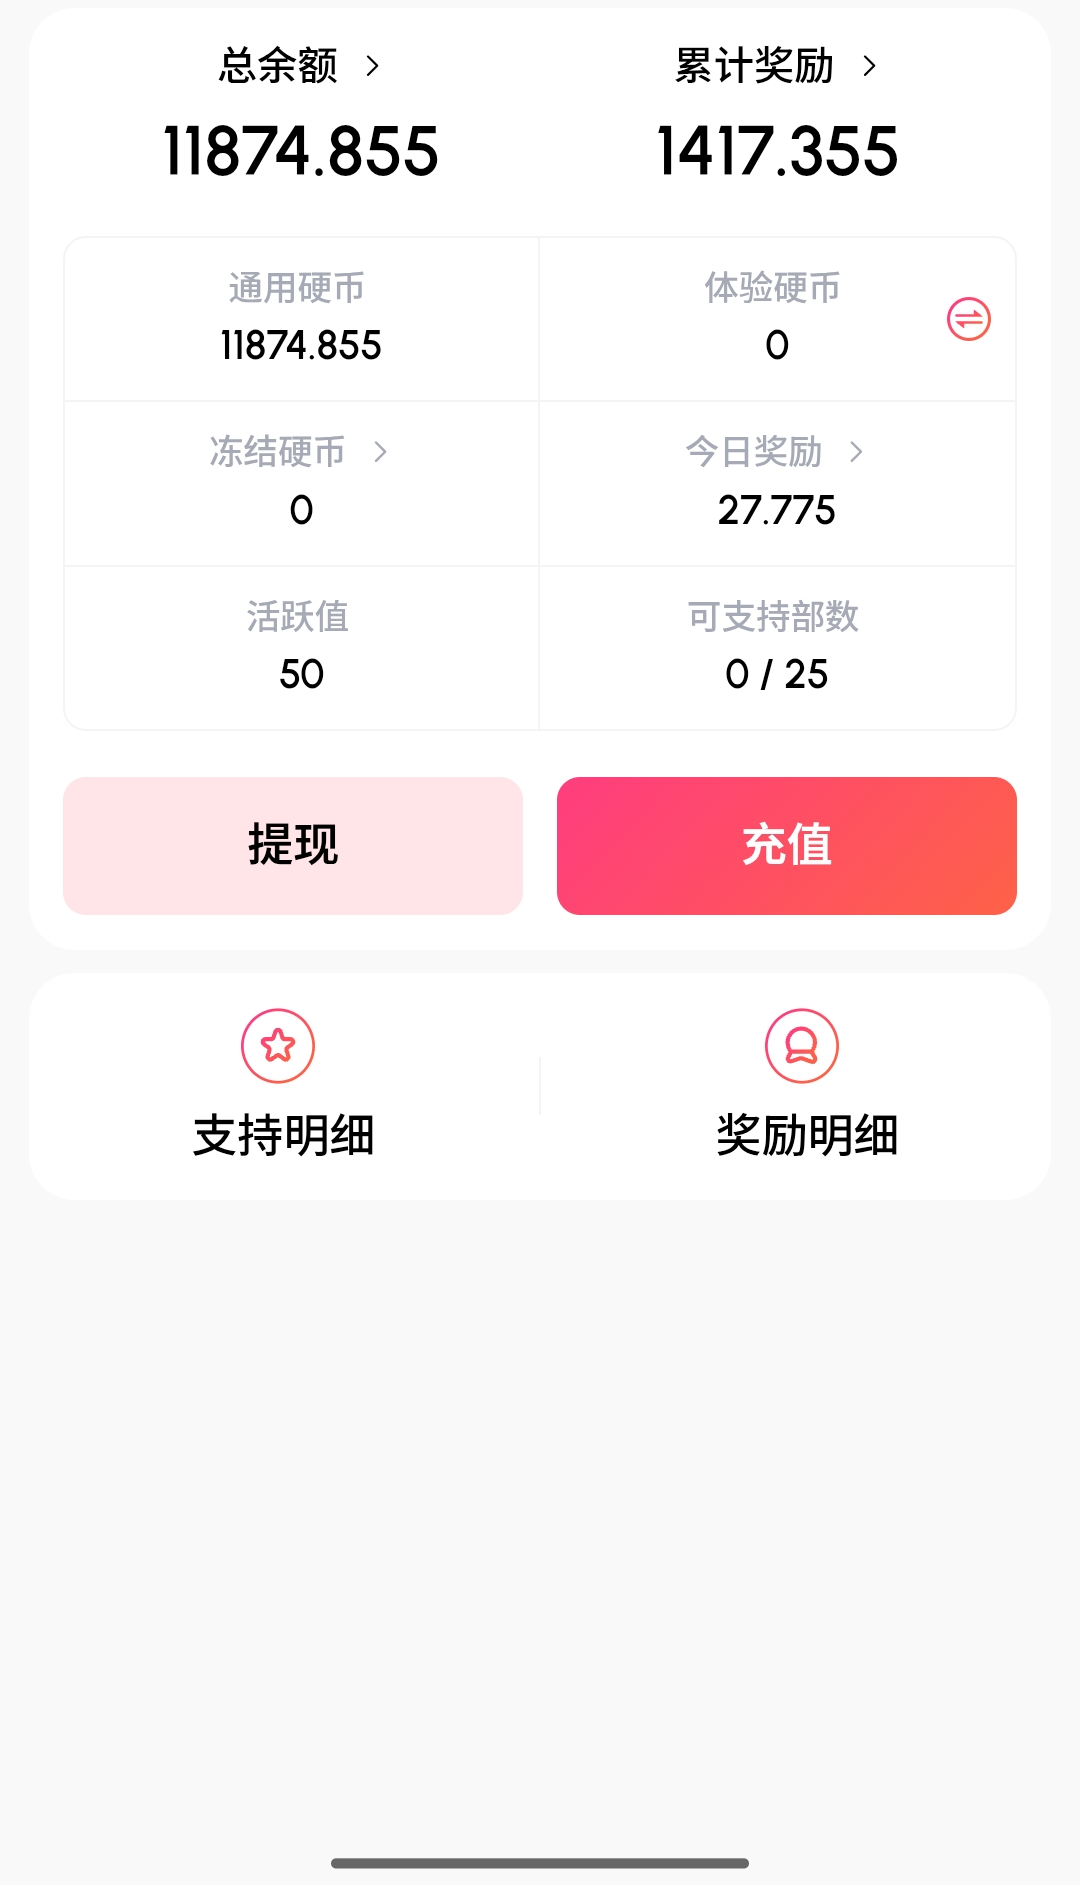 总余额
累计奖励
11874.855
1417.355
通用硬币
体验硬币
11874.855
0
冻结硬币
今日奖励
0
27.775
活跃值
可支持部数
50
0 / 25
提现
充值
支持明细
奖励明细